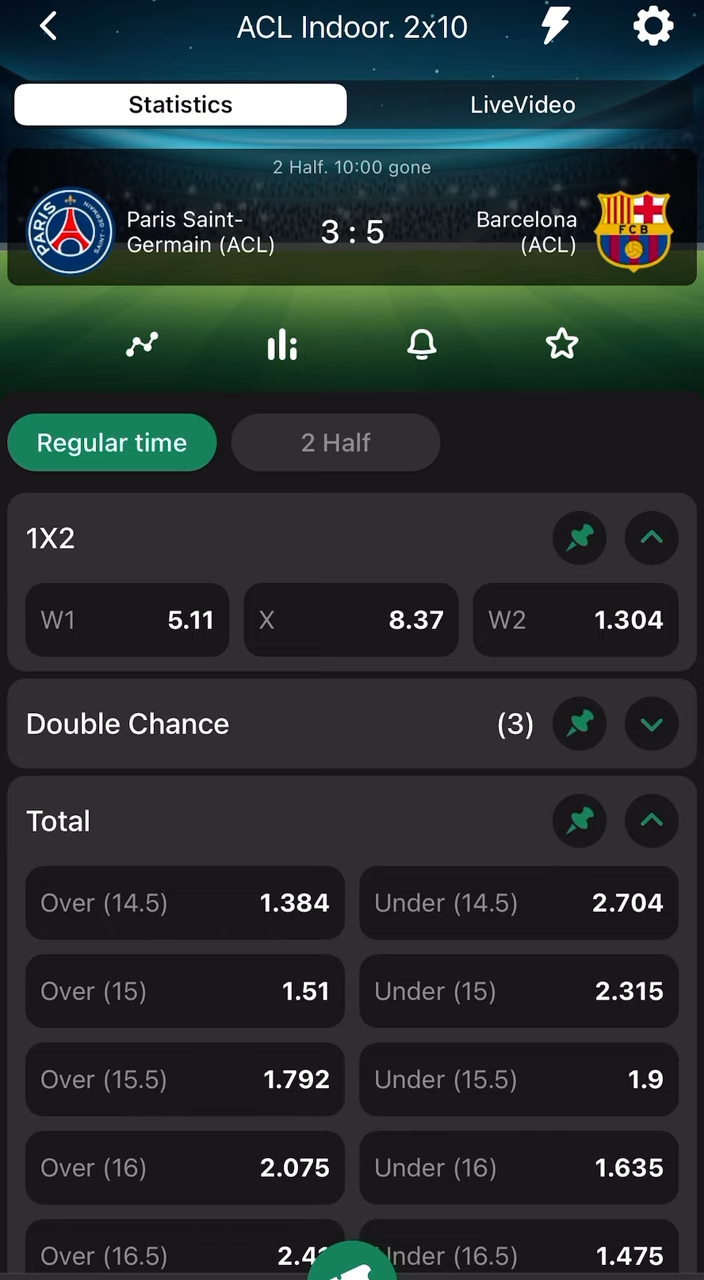 ACL Indoor. 2x10
Statistics
LiveVideo
2 Half. 10:00 gone
PARIS
SAINT-GERMAIN
Paris Saint-
Germain (ACL)
3 : 5
Barcelona
(ACL)
FCB
Regular time
2 Half
1X2
W1 5.11
X 8.37
W2 1.304
Double Chance (3)
Total
Over (14.5) 1.384
Under (14.5) 2.704
Over (15) 1.51
Under (15) 2.315
Over (15.5) 1.792
Under (15.5) 1.9
Over (16) 2.075
Under (16) 1.635
Over (16.5)
(16.5) 1.475